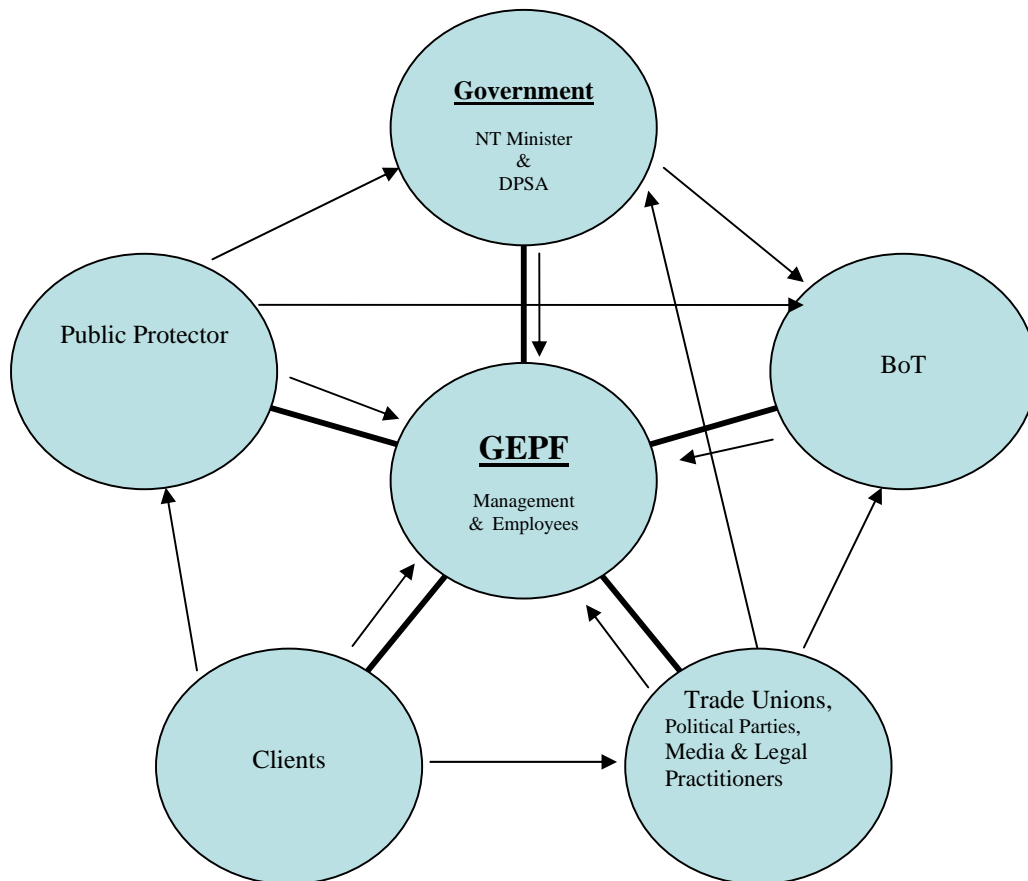 Government
NT Minister
&
DPSA
Public Protector
BoT
GEPF
Management
& Employees
Clients
Trade Unions,
Political Parties,
Media & Legal
Practitioners